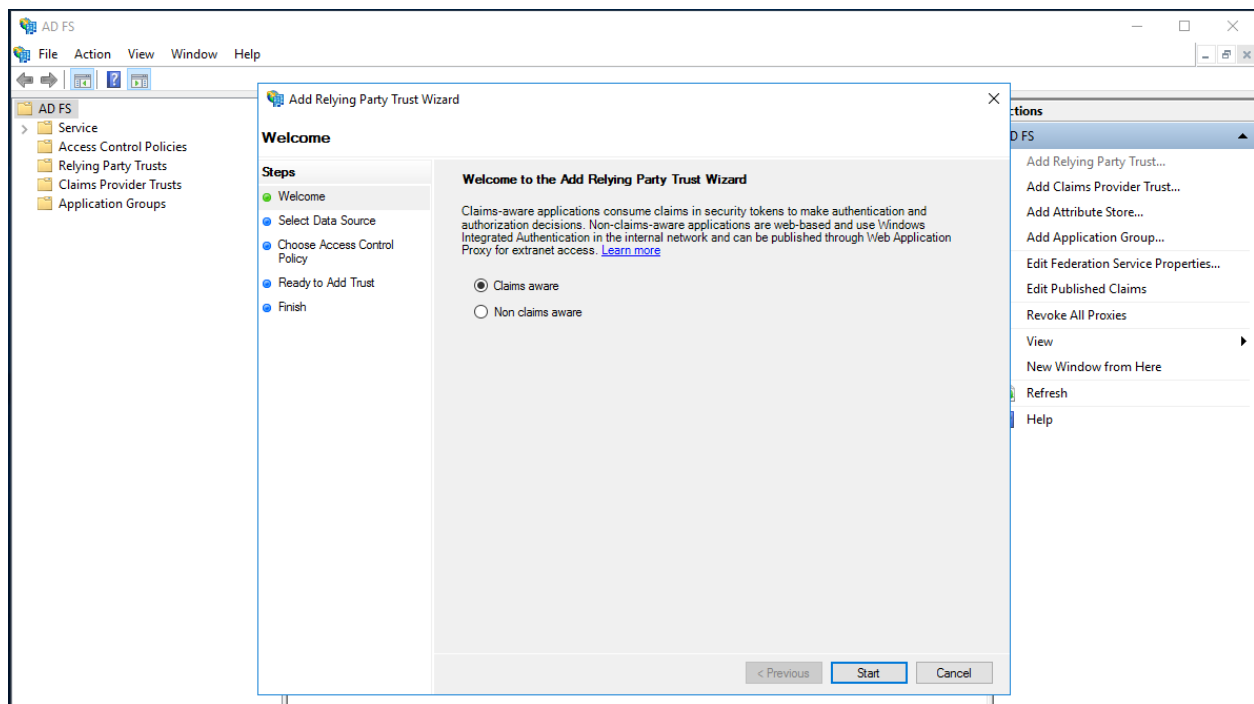 AD FS
File Action View Window Help
AD FS
Service
Access Control Policies
Relying Party Trusts
Claims Provider Trusts
Application Groups
Add Relying Party Trust Wizard
Welcome
Steps
Welcome
Select Data Source
Choose Access Control
Policy
Ready to Add Trust
Finish
Welcome to the Add Relying Party Trust Wizard
Claims-aware applications consume claims in security tokens to make authentication and
authorization decisions. Non-claims-aware applications are web-based and use Windows
Integrated Authentication in the internal network and can be published through Web Application
Proxy for extranet access. Learn more
Claims aware
Non claims aware
< Previous
Start
Cancel
ctions
D FS
Add Relying Party Trust...
Add Claims Provider Trust...
Add Attribute Store...
Add Application Group...
Edit Federation Service Properties...
Edit Published Claims
Revoke All Proxies
View
New Window from Here
Refresh
Help